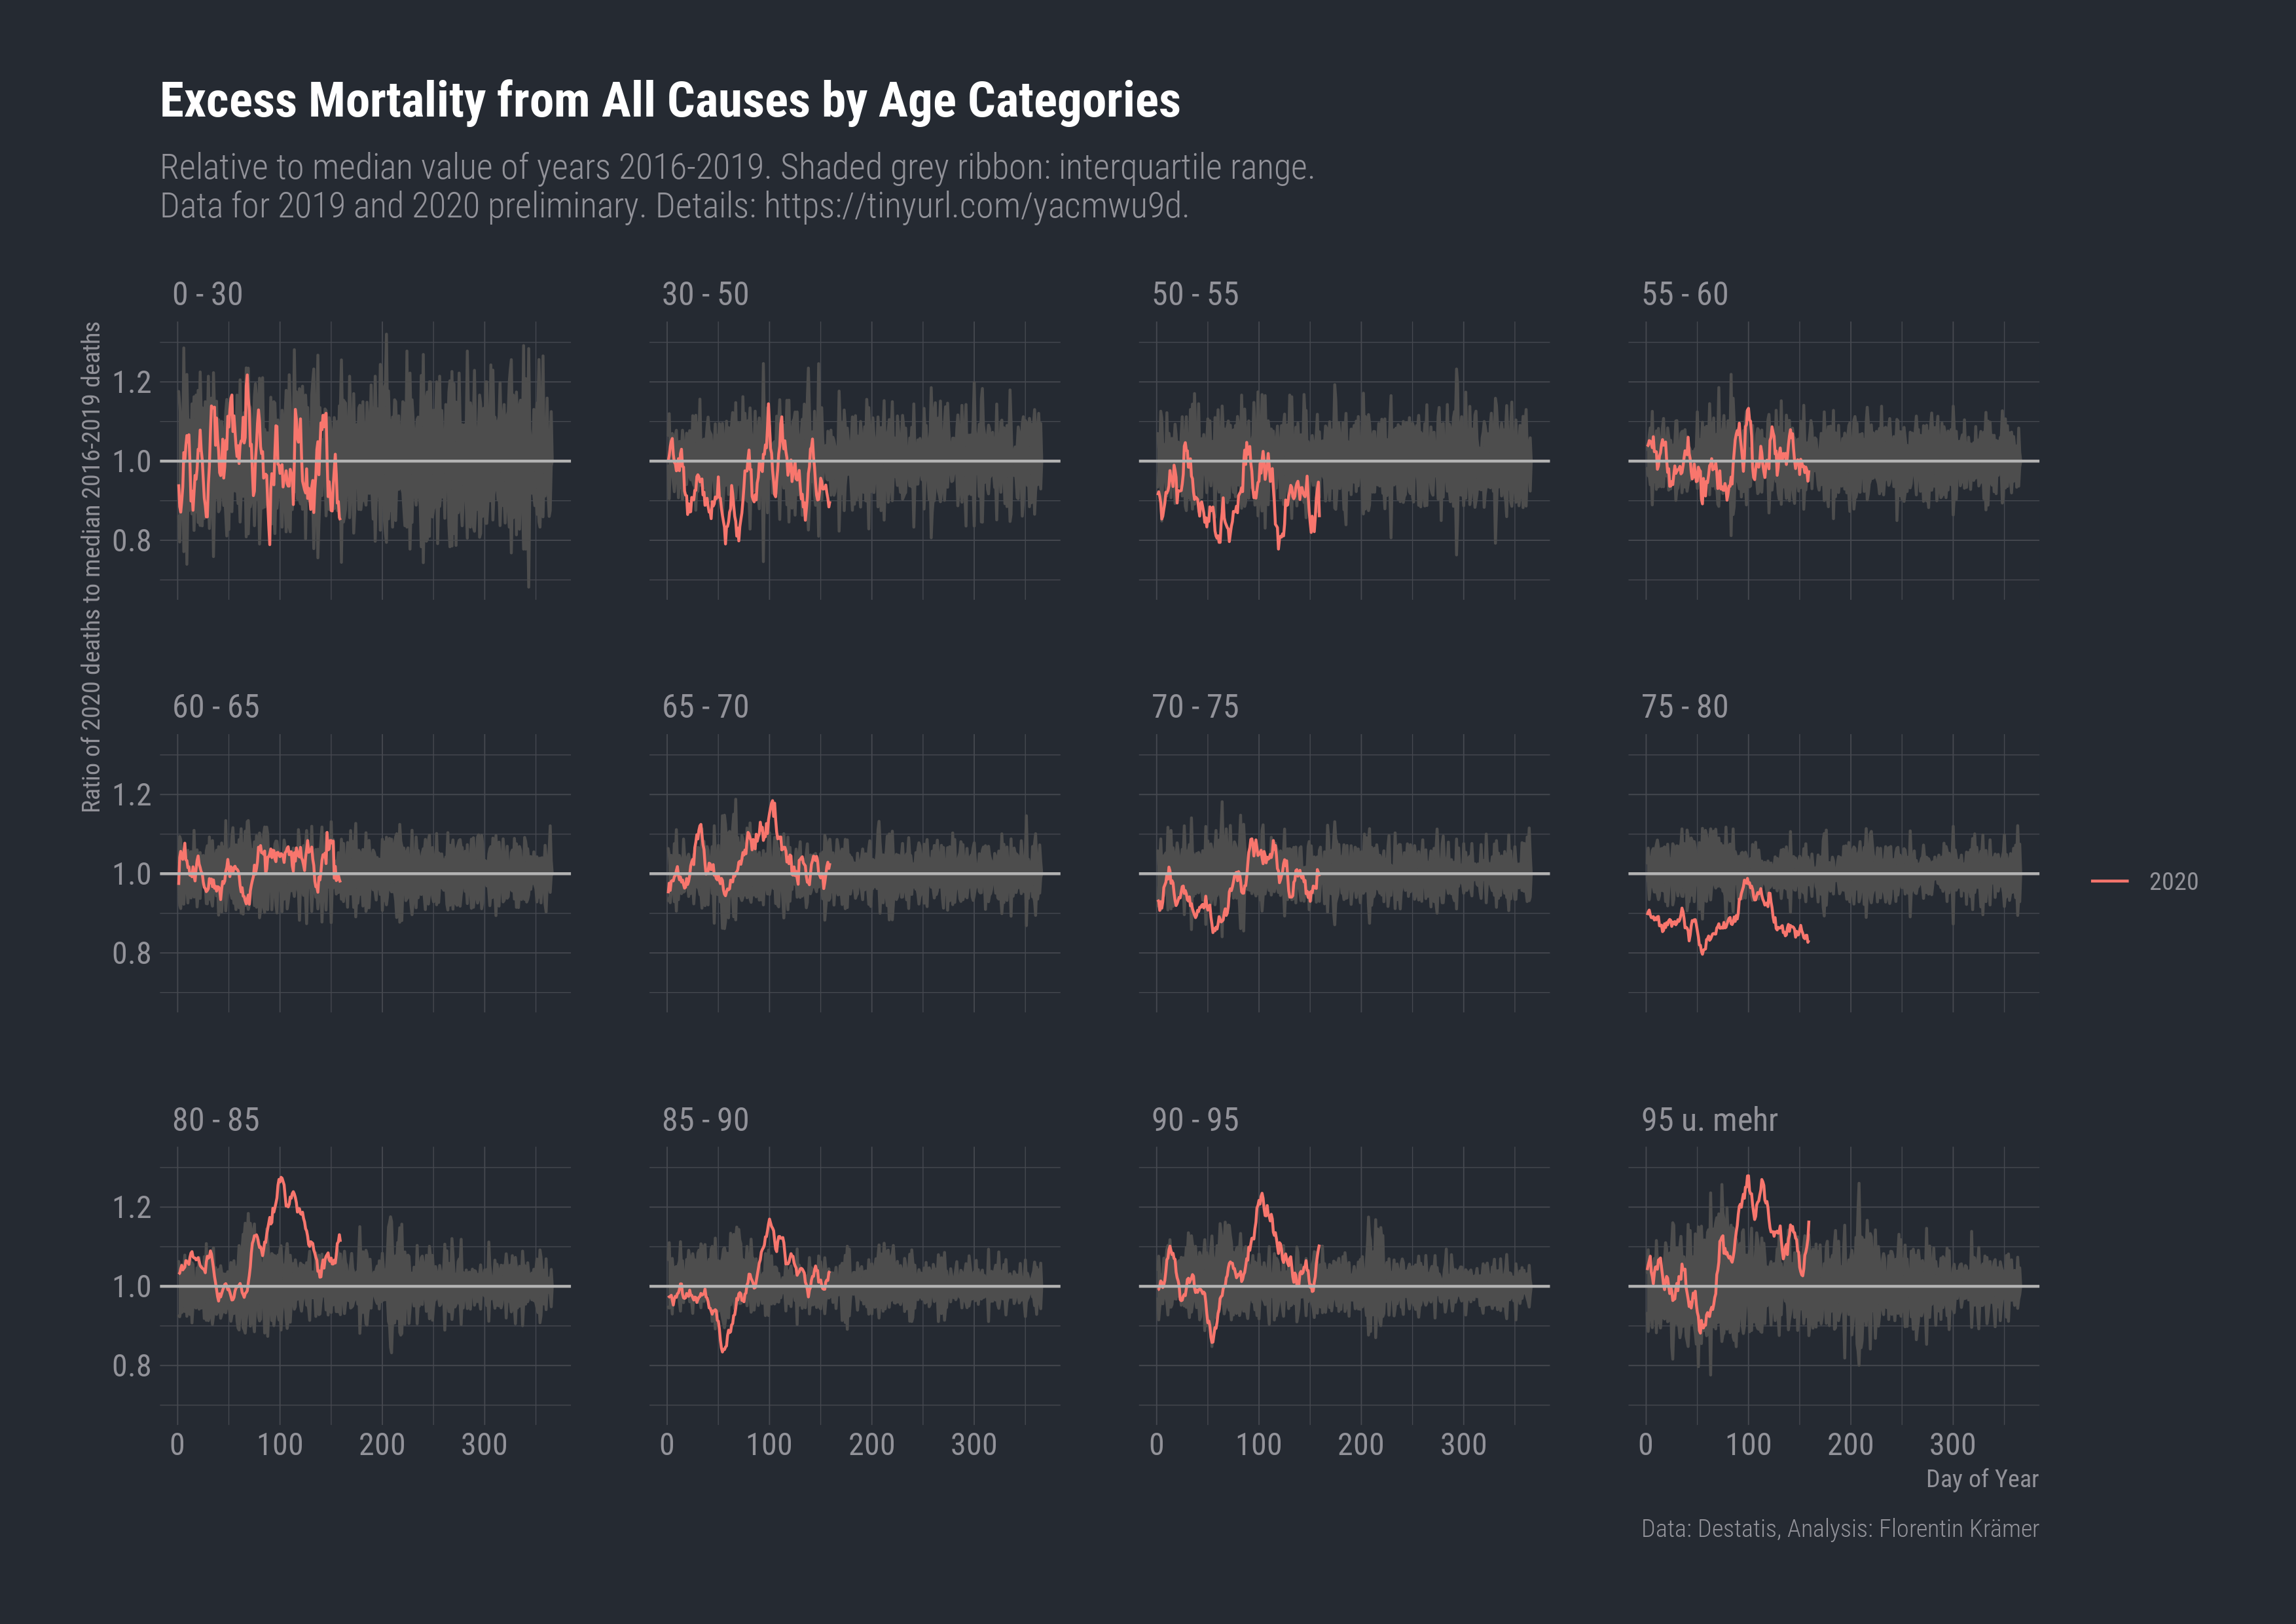 Excess Mortality from All Causes by Age Categories
Relative to median value of years 2016-2019. Shaded grey ribbon: interquartile range.
Data for 2019 and 2020 preliminary. Details: https://tinyurl.com/yacmwu9d.
Ratio of 2020 deaths to median 2016-2019 deaths
0 - 30
30 - 50
50 - 55
55 - 60
1.2
1.0
0.8
60 - 65
65 - 70
70 - 75
75 - 80
1.2
1.0
0.8
2020
80 - 85
85 - 90
90 - 95
95 u. mehr
1.2
1.0
0.8
0 100 200 300
0 100 200 300
0 100 200 300
0 100 200 300
Day of Year
Data: Destatis, Analysis: Florentin Krämer